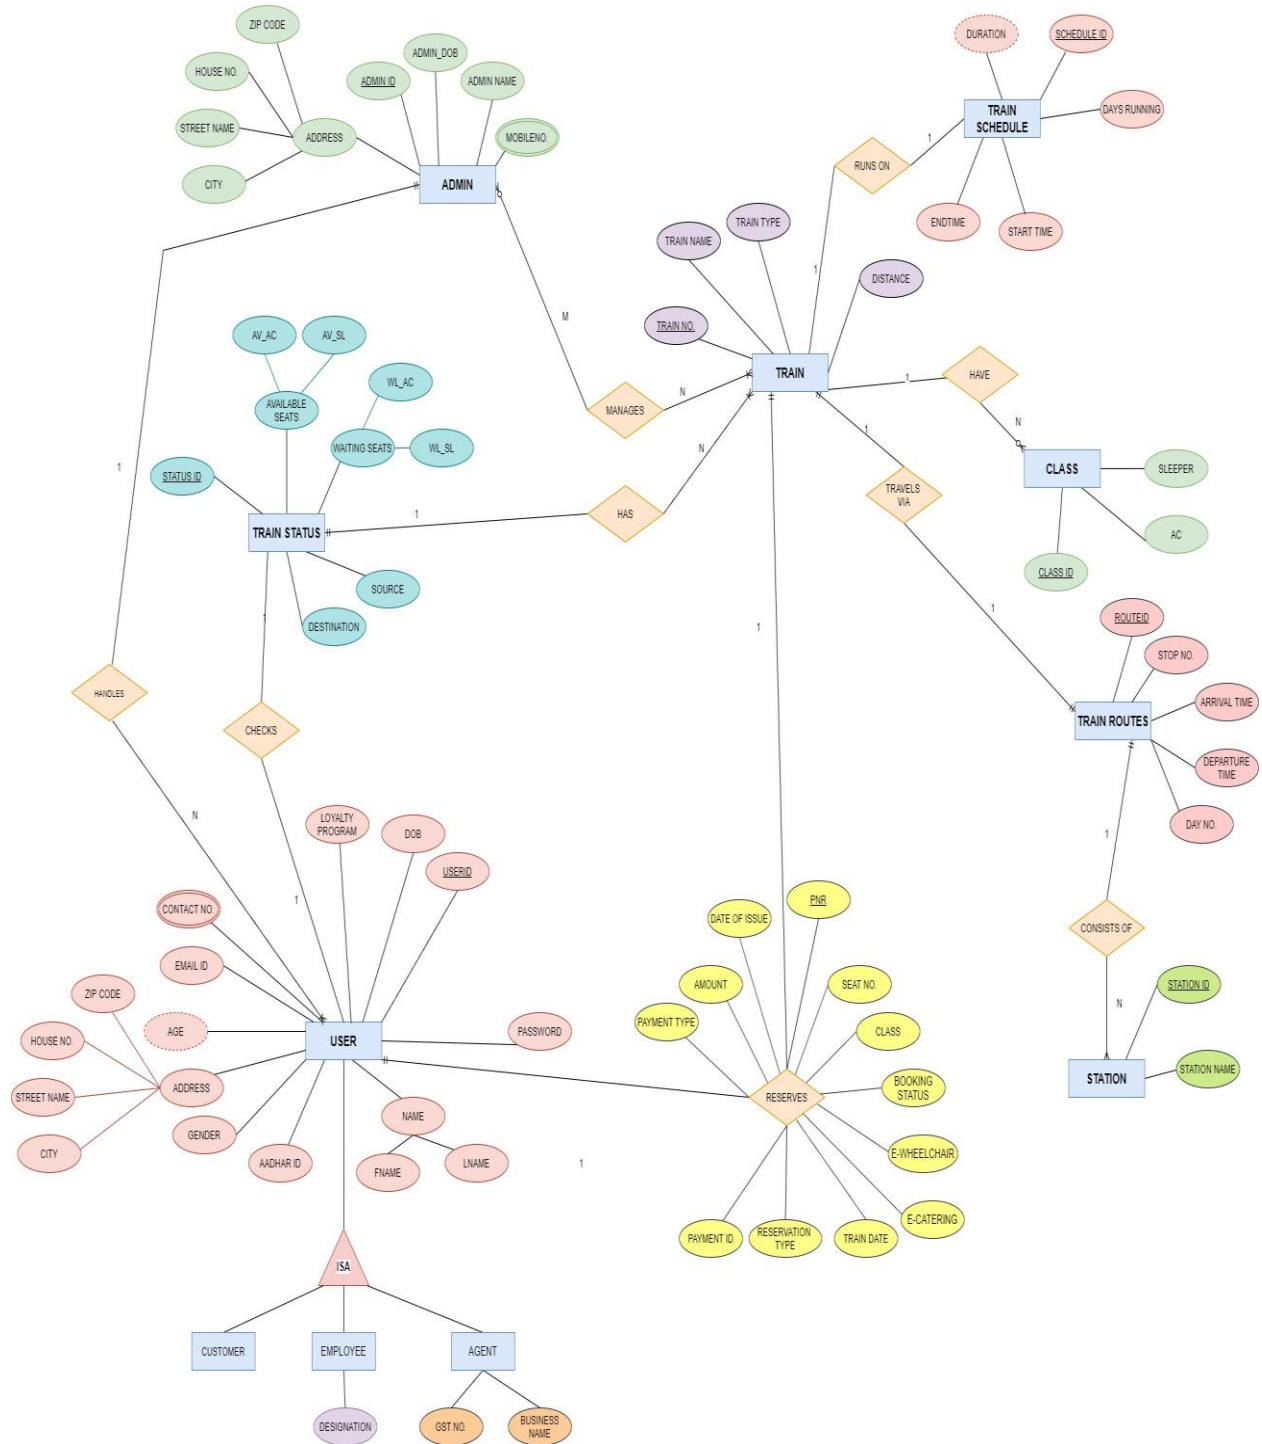 ZIP CODE
HOUSE NO.
STREET NAME
CITY
ADDRESS
ADMIN ID
ADMIN_DOB
ADMIN NAME
MOBILENO.
ADMIN
DURATION
SCHEDULE ID
DAYS RUNNING
TRAIN
SCHEDULE
ENDTIME
START TIME
RUNS ON
1
1
TRAIN NAME
TRAIN TYPE
DISTANCE
TRAIN NO.
TRAIN
HAVE
1
N
CLASS
SLEEPER
AC
CLASS ID
M
MANAGES
N
AV_AC
AV_SL
AVAILABLE
SEATS
WL_AC
WAITING SEATS
WL_SL
STATUS ID
TRAIN STATUS
SOURCE
DESTINATION
1
HAS
N
1
TRAVELS
VIA
1
ROUTEID
STOP NO.
ARRIVAL TIME
TRAIN ROUTES
DEPARTURE
TIME
DAY NO.
1
CONSISTS OF
N
STATION ID
STATION NAME
STATION
1
HANDLES
N
1
CHECKS
1
LOYALTY
PROGRAM
DOB
USERID
CONTACT NO.
EMAIL ID
AGE
ZIP CODE
HOUSE NO.
STREET NAME
CITY
ADDRESS
GENDER
AADHAR ID
NAME
FNAME
LNAME
PASSWORD
USER
1
1
DATE OF ISSUE
PNR
AMOUNT
SEAT NO.
PAYMENT TYPE
CLASS
RESERVES
BOOKING
STATUS
E-WHEELCHAIR
E-CATERING
PAYMENT ID
RESERVATION
TYPE
TRAIN DATE
ISA
CUSTOMER
EMPLOYEE
AGENT
DESIGNATION
GST NO.
BUSINESS
NAME